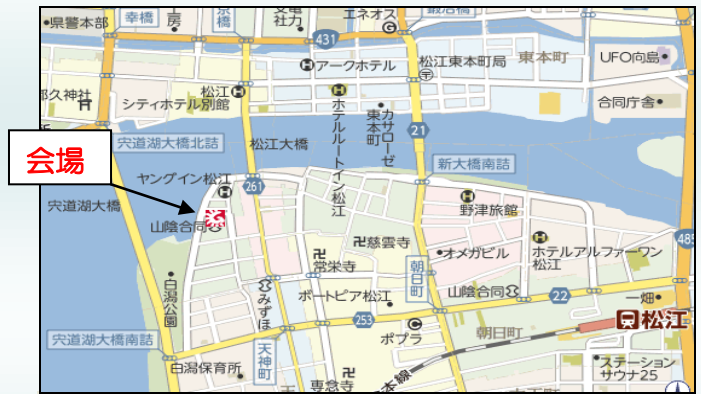 県警本部
幸橋
房
京橋
社力
エネオス
鍛冶橋
431
アークホテル
松江東本町局
東本町
UFO向島
久神社
松江
シティホテル別館
ホテルルートイン松江
東本町
カサローゼ
合同庁舎
21
宍道湖大橋北詰
松江大橋
新大橋南詰
会場
ヤングイン松江
261
宍道湖大橋
野津旅館
山陰合同
485
卍慈雲寺
オメガビル
ホテルアルファーワン
松江
卍
常栄寺
朝日町
白潟公園
みずほ
ポートピア松江
山陰合同
22
一畑
253
松江
ポプラ
朝日町
宍道湖大橋南詰
天神町
白潟保育所
卍
専念寺
本線
ステーション
サウナ25